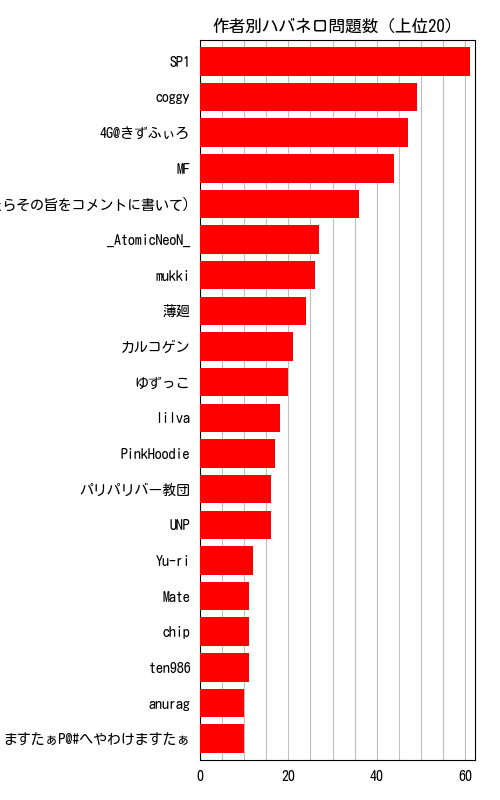 作者別ハバネロ問題数 (上位20)
SP1
coggy
4G@きずふぃろ
MF
らその旨をコメントに書いて)
_AtomicNeoN_
mukki
薄廻
カルコゲン
ゆずっこ
lilva
PinkHoodie
パリパリバー教団
UNP
Yu-ri
Mate
chip
ten986
anurag
ますたぁP@#へやわけますたぁ
0 20 40 60